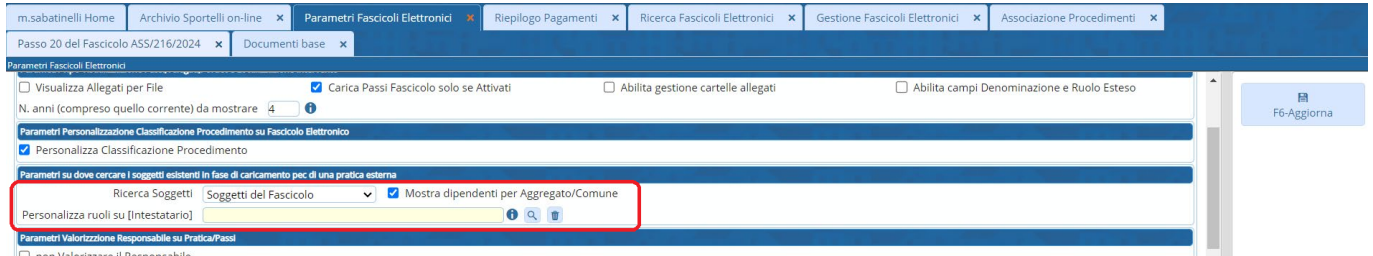 m.sabatinelli Home Archivio Sportelli on-line × Parametri Fascicoli Elettronici × Riepilogo Pagamenti × Ricerca Fascicoli Elettronici × Gestione Fascicoli Elettronici × Associazione Procedimenti ×
Passo 20 del Fascicolo ASS/216/2024 × Documenti base ×
Parametri Fascicoli Elettronici
Visualizza Allegati per File Carica Passi Fascicolo solo se Attivati Abilita gestione cartelle allegati Abilita campi Denominazione e Ruolo Esteso
F6-Aggiorna
N. anni (compreso quello corrente) da mostrare 4
Parametri Personalizzazione Classificazione Procedimento su Fascicolo Elettronico
Personalizza Classificazione Procedimento
Parametri su dove cercare i soggetti esistenti in fase di caricamento pec di una pratica esterna
Ricerca Soggetti Soggetti del Fascicolo Mostra dipendenti per Aggregato/Comune
Personalizza ruoli su [Intestatario]
Parametri Valorizzzione Responsabile su Pratica/Passi
non Valorizzare il Responsabile